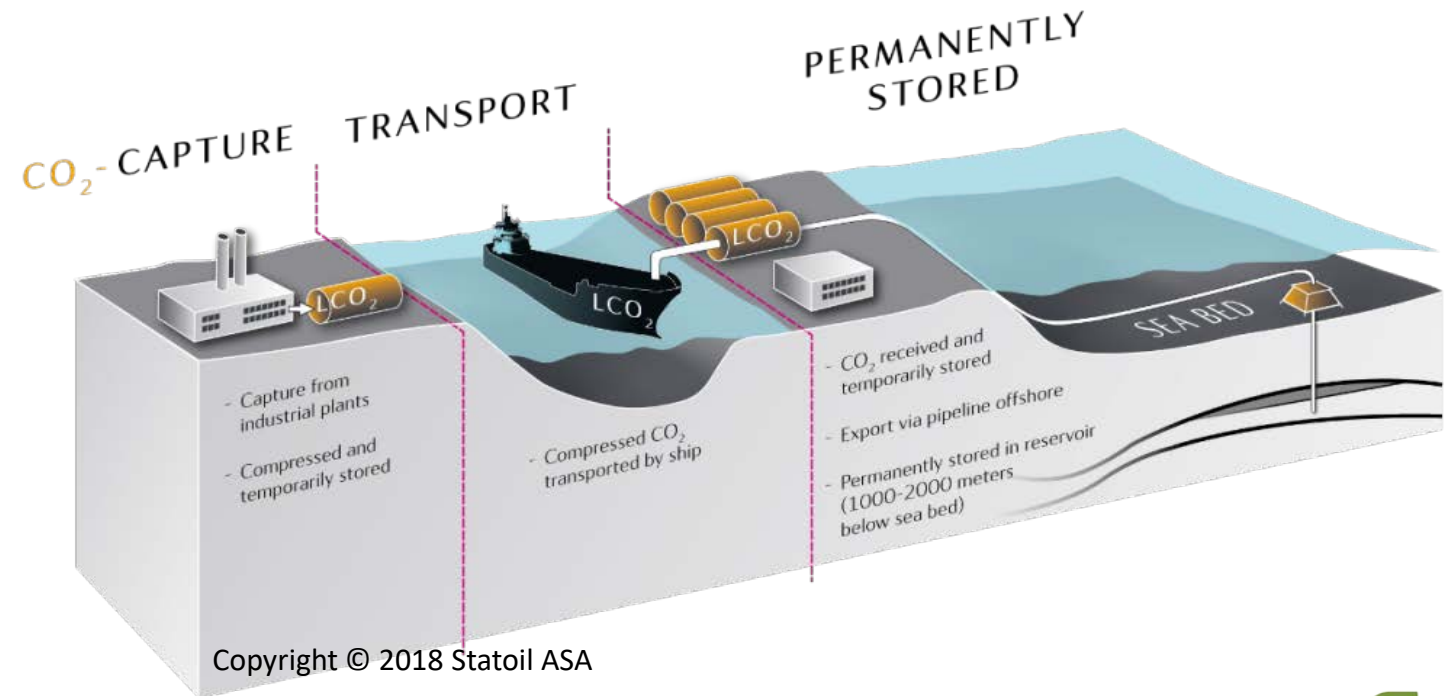 PERMANENTLY
STORED
TRANSPORT
CO₂- CAPTURE
LCO₂
LCO₂
LCO₂
SEA BED
- Capture from
industrial plants
- Compressed and
temporarily stored
- Compressed CO₂
transported by ship
- CO₂ received and
temporarily stored
- Export via pipeline offshore
- Permanently stored in reservoir
(1000-2000 meters
below sea bed)
Copyright © 2018 Statoil ASA